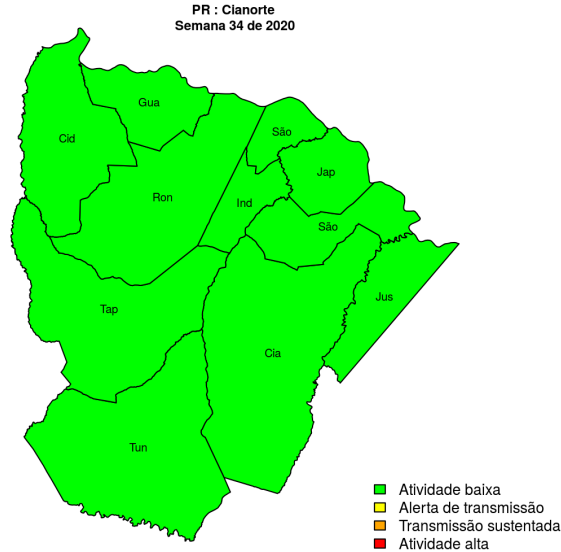 PR : Cianorte
Semana 34 de 2020
Gua
São
Cid
Jap
Ron
Ind
São
Jus
Tap
Cia
Tun
Atividade baixa
Alerta de transmissão
Transmissão sustentada
Atividade alta